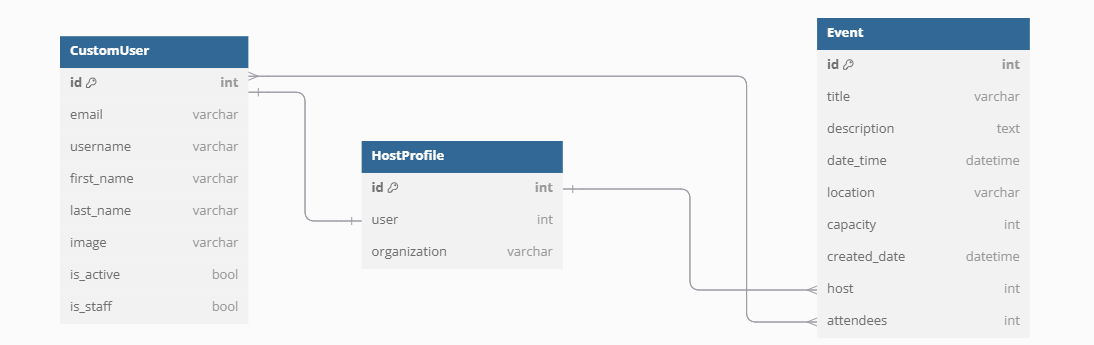 CustomUser
id int
email varchar
username varchar
first_name varchar
last_name varchar
image varchar
is_active bool
is_staff bool
HostProfile
id int
user int
organization varchar
Event
id int
title varchar
description text
date_time datetime
location varchar
capacity int
created_date datetime
host int
attendees int